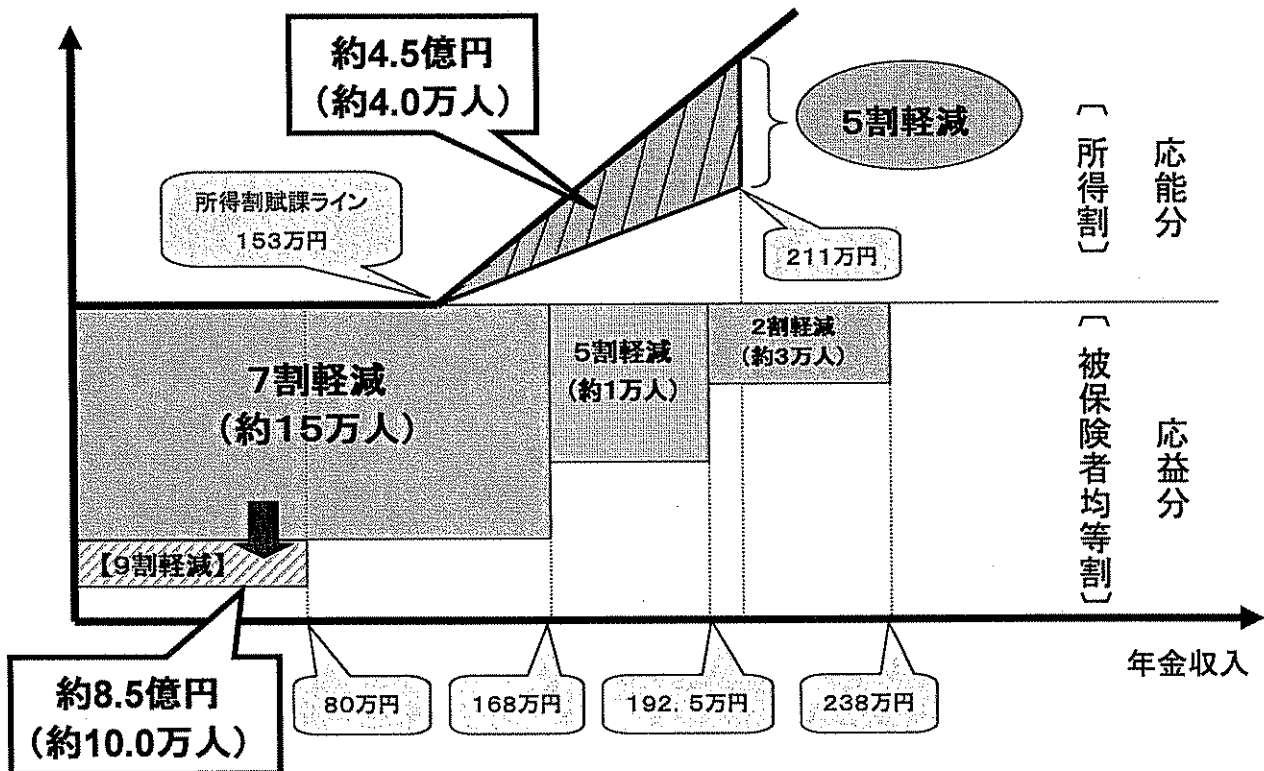 約4.5億円
（約4.0万人）
5割軽減
〔所得割〕
応能分
所得割賦課ライン
153万円
211万円
7割軽減
（約15万人）
5割軽減
（約1万人）
2割軽減
（約3万人）
〔被保険者均等割〕
応益分
【9割軽減】
年金収入
約8.5億円
（約10.0万人）
80万円
168万円
192．5万円
238万円